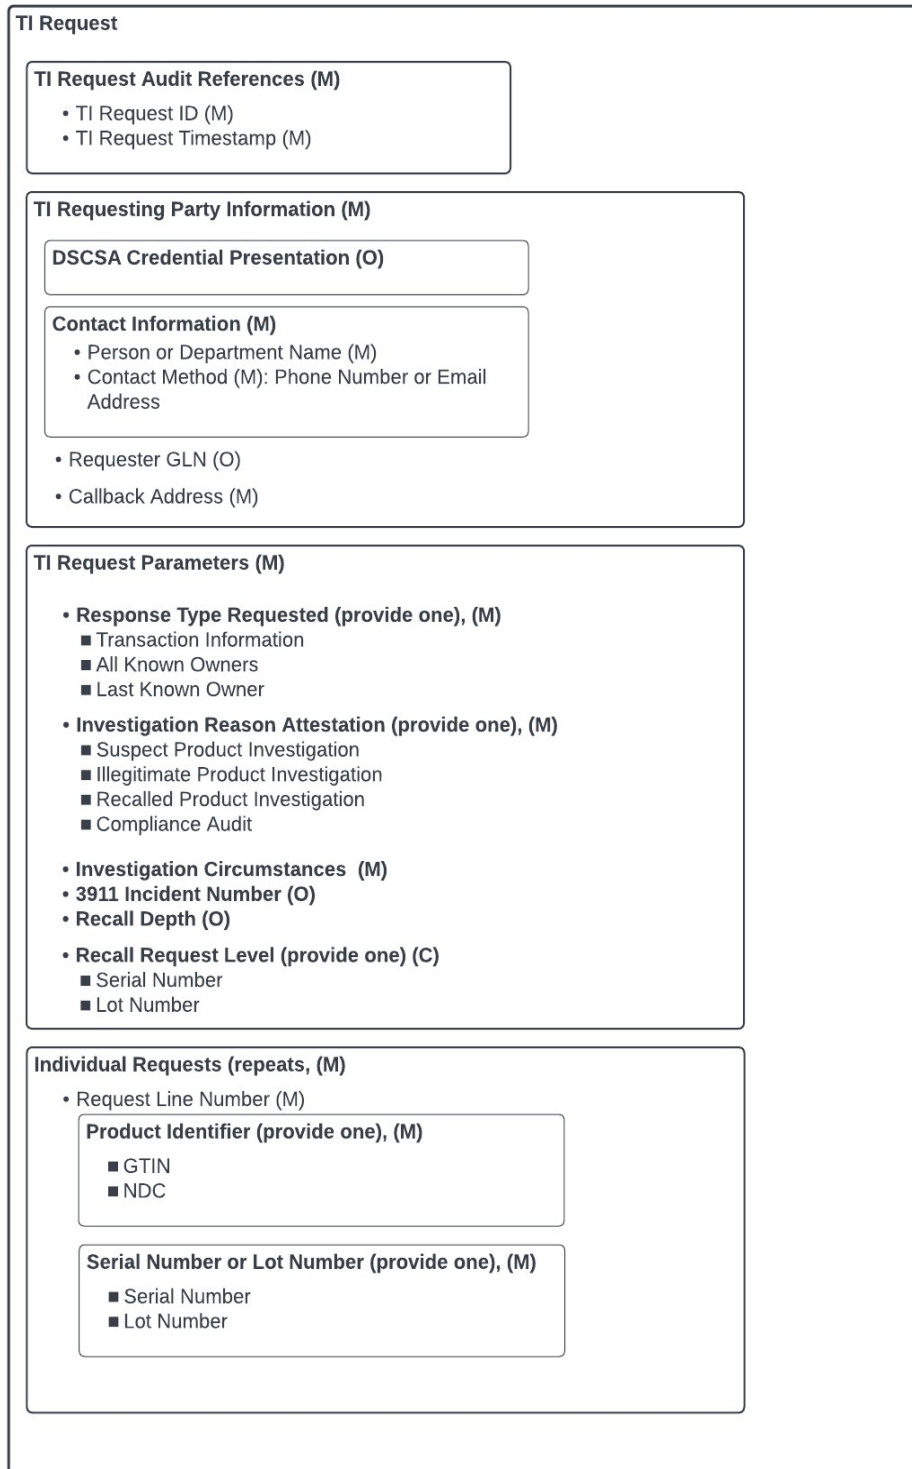 TI Request
TI Request Audit References (M)
• TI Request ID (M)
• TI Request Timestamp (M)
TI Requesting Party Information (M)
DSCSA Credential Presentation (O)
Contact Information (M)
• Person or Department Name (M)
• Contact Method (M): Phone Number or Email
Address
• Requester GLN (O)
• Callback Address (M)
TI Request Parameters (M)
• Response Type Requested (provide one), (M)
■ Transaction Information
■ All Known Owners
■ Last Known Owner
• Investigation Reason Attestation (provide one), (M)
■ Suspect Product Investigation
■ Illegitimate Product Investigation
■ Recalled Product Investigation
■ Compliance Audit
• Investigation Circumstances (M)
• 3911 Incident Number (O)
• Recall Depth (O)
• Recall Request Level (provide one) (C)
■ Serial Number
■ Lot Number
Individual Requests (repeats, (M)
• Request Line Number (M)
Product Identifier (provide one), (M)
■ GTIN
■ NDC
Serial Number or Lot Number (provide one), (M)
■ Serial Number
■ Lot Number